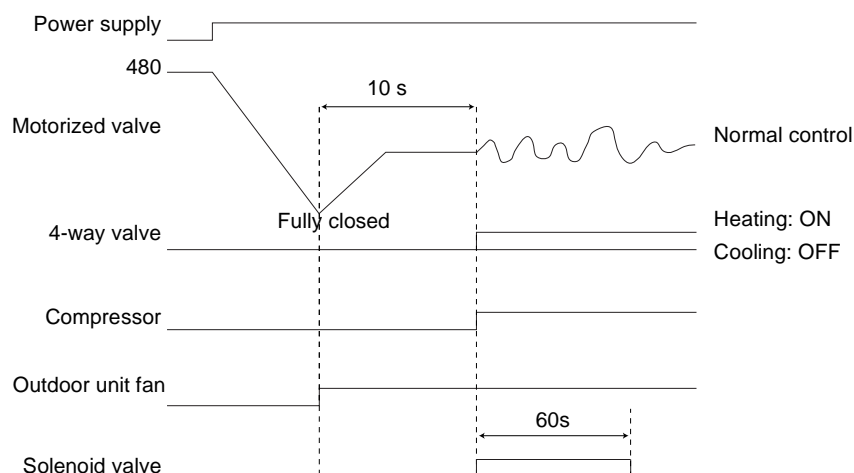 Power supply
480
10 s
Motorized valve
Normal control
Fully closed
Heating: ON
4-way valve
Cooling: OFF
Compressor
Outdoor unit fan
60s
Solenoid valve